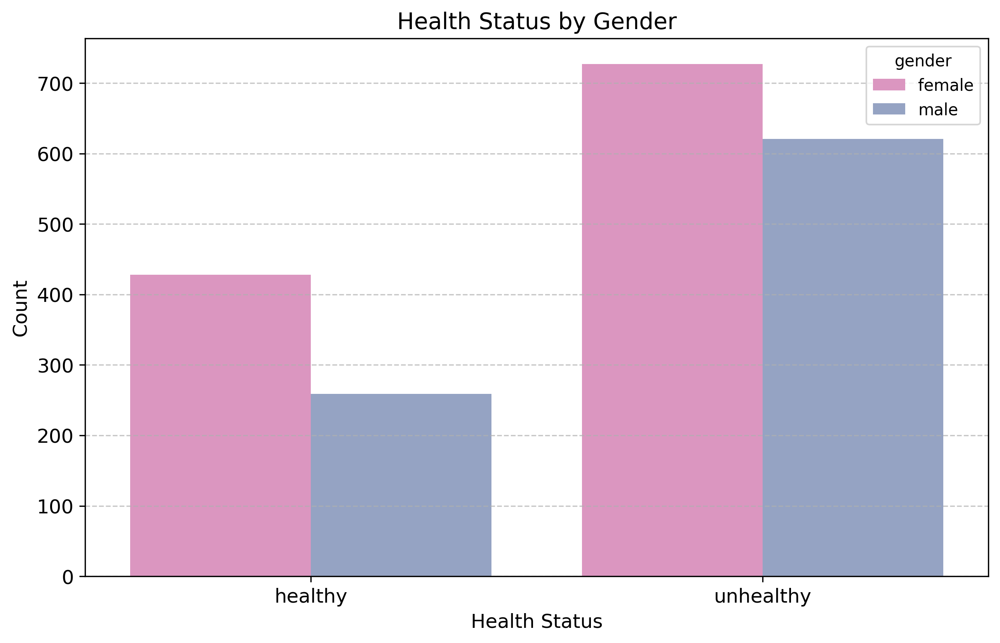 Health Status by Gender
gender
female
male
700
600
500
400
300
200
100
0
Count
healthy
unhealthy
Health Status